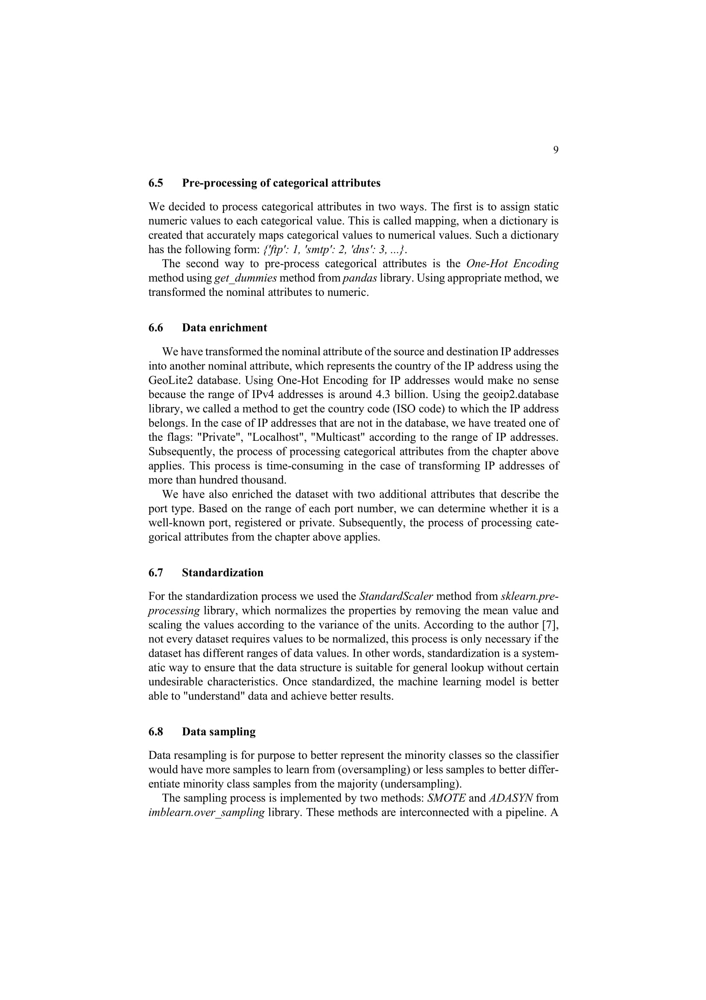 9
6.5 Pre-processing of categorical attributes
We decided to process categorical attributes in two ways. The first is to assign static
numeric values to each categorical value. This is called mapping, when a dictionary is
created that accurately maps categorical values to numerical values. Such a dictionary
has the following form: {'ftp': 1, 'smtp': 2, 'dns': 3, ...}.
The second way to pre-process categorical attributes is the One-Hot Encoding
method using get_dummies method from pandas library. Using appropriate method, we
transformed the nominal attributes to numeric.
6.6 Data enrichment
We have transformed the nominal attribute of the source and destination IP addresses
into another nominal attribute, which represents the country of the IP address using the
GeoLite2 database. Using One-Hot Encoding for IP addresses would make no sense
because the range of IPv4 addresses is around 4.3 billion. Using the geoip2.database
library, we called a method to get the country code (ISO code) to which the IP address
belongs. In the case of IP addresses that are not in the database, we have treated one of
the flags: "Private", "Localhost", "Multicast" according to the range of IP addresses.
Subsequently, the process of processing categorical attributes from the chapter above
applies. This process is time-consuming in the case of transforming IP addresses of
more than hundred thousand.
We have also enriched the dataset with two additional attributes that describe the
port type. Based on the range of each port number, we can determine whether it is a
well-known port, registered or private. Subsequently, the process of processing cate-
gorical attributes from the chapter above applies.
6.7 Standardization
For the standardization process we used the StandardScaler method from sklearn.pre-
processing library, which normalizes the properties by removing the mean value and
scaling the values according to the variance of the units. According to the author [7],
not every dataset requires values to be normalized, this process is only necessary if the
dataset has different ranges of data values. In other words, standardization is a system-
atic way to ensure that the data structure is suitable for general lookup without certain
undesirable characteristics. Once standardized, the machine learning model is better
able to "understand" data and achieve better results.
6.8 Data sampling
Data resampling is for purpose to better represent the minority classes so the classifier
would have more samples to learn from (oversampling) or less samples to better differ-
entiate minority class samples from the majority (undersampling).
The sampling process is implemented by two methods: SMOTE and ADASYN from
imblearn.over_sampling library. These methods are interconnected with a pipeline. A